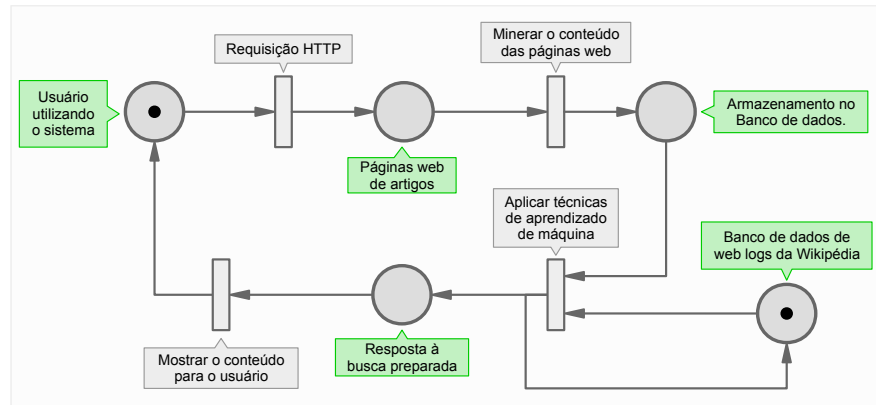 Requisição HTTP
Minerar o conteúdo
das páginas web
Usuário
utilizando
o sistema
Armazenamento no
Banco de dados.
Páginas web
de artigos
Aplicar técnicas
de aprendizado
de máquina
Banco de dados de
web logs da Wikipédia
Mostrar o conteúdo
para o usuário
Resposta à
busca preparada